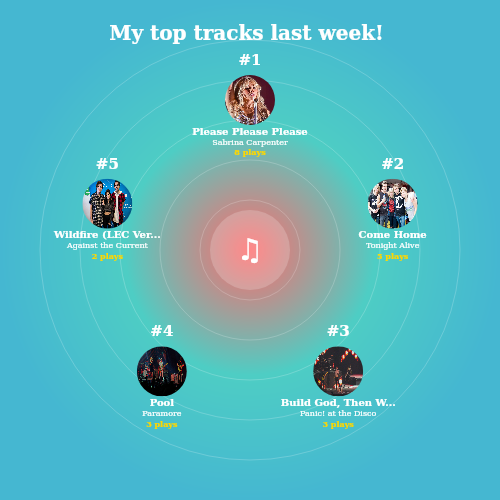 My top tracks last week!
#1
Please Please Please
Sabrina Carpenter
6 plays
#2
Come Home
Tonight Alive
5 plays
#3
Build God, Then W...
Panic! at the Disco
3 plays
#4
Pool
Paramore
3 plays
#5
Wildfire (LEC Ver...
Against the Current
2 plays